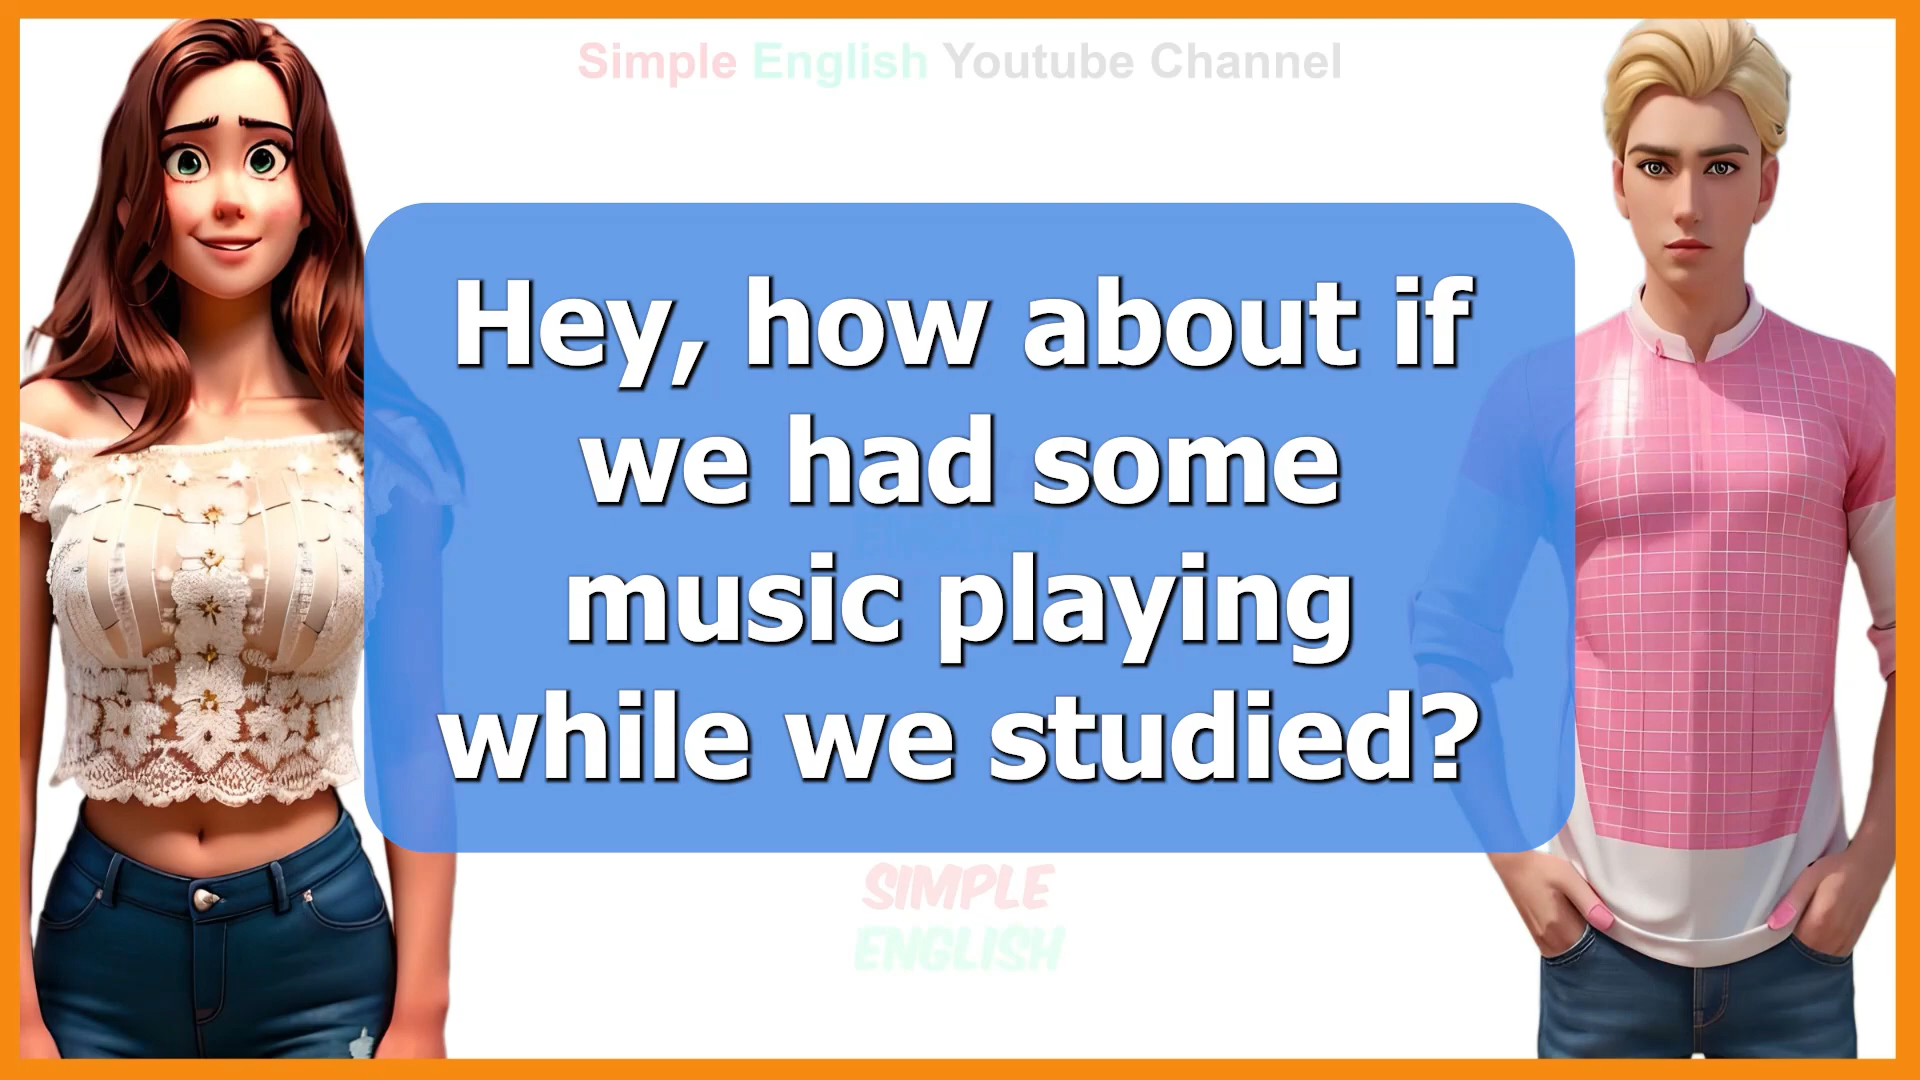 Simple English Youtube Channel
Hey, how about if
we had some
music playing
while we studied?
SIMPLE
ENGLISH